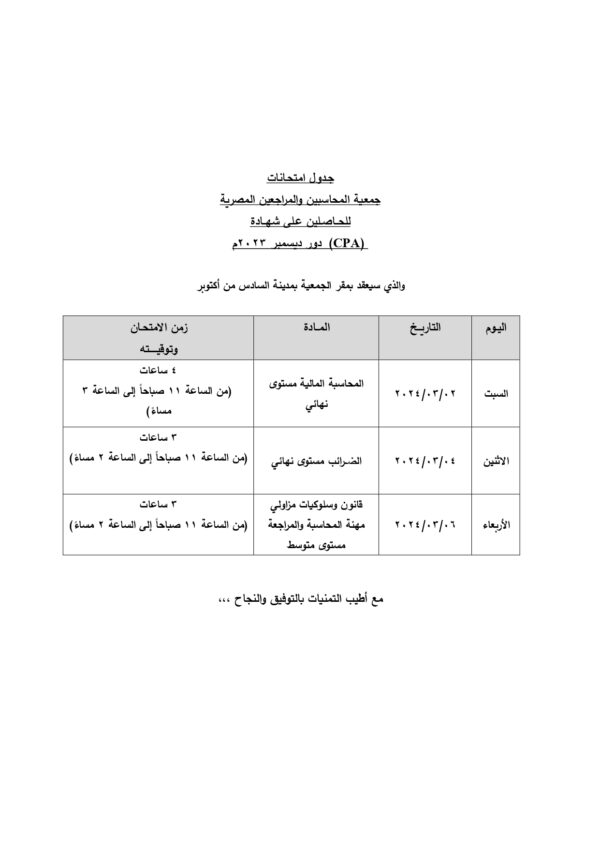 جدول امتحانات
جمعية المحاسبين والمراجعين المصرية
للحاصلين على شهادة
(CPA) دور ديسمبر ٢٠٢٣م
والذي سيعقد بمقر الجمعية بمدينة السادس من أكتوبر
اليوم التاريخ المادة زمن الامتحان
وتوقيته
السبت ٢٠٢٤/٠٣/٠٢ المحاسبة المالية مستوى
نهائي
٤ ساعات
(من الساعة ١١ صباحاً إلى الساعة ٣
مساءً)
الاثنين ٢٠٢٤/٠٣/٠٤ الضرائب مستوى نهائي
٣ ساعات
(من الساعة ١١ صباحاً إلى الساعة ٢ مساءً)
الأربعاء ٢٠٢٤/٠٣/٠٦ قانون وسلوكيات مزاولي
مهنة المحاسبة والمراجعة
مستوى متوسط
٣ ساعات
(من الساعة ١١ صباحاً إلى الساعة ٢ مساءً)
مع أطيب التمنيات بالتوفيق والنجاح ،،،